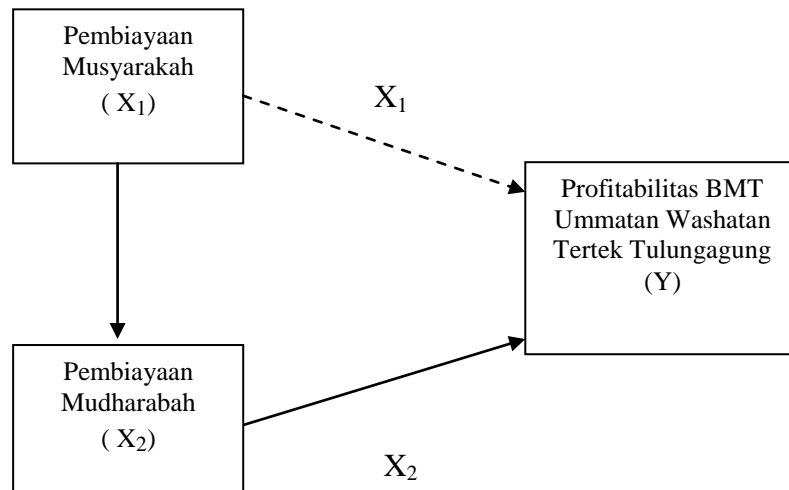 Pembiayaan
Musyarakah
( X₁)
X₁
Profitabilitas BMT
Ummatan Washatan
Tertek Tulungagung
(Y)
Pembiayaan
Mudharabah
( X₂)
X₂